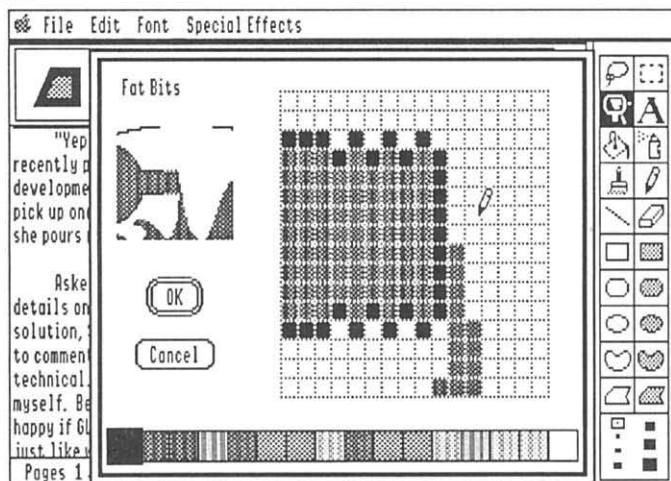 File Edit Font Special Effects
Fat Bits
"Yep
recently p
developme
pick up one
she pours
Aske
details on
solution,
to comment
technical.
myself. Be
happy if GL
just like w
Pages 1
OK
Cancel
A